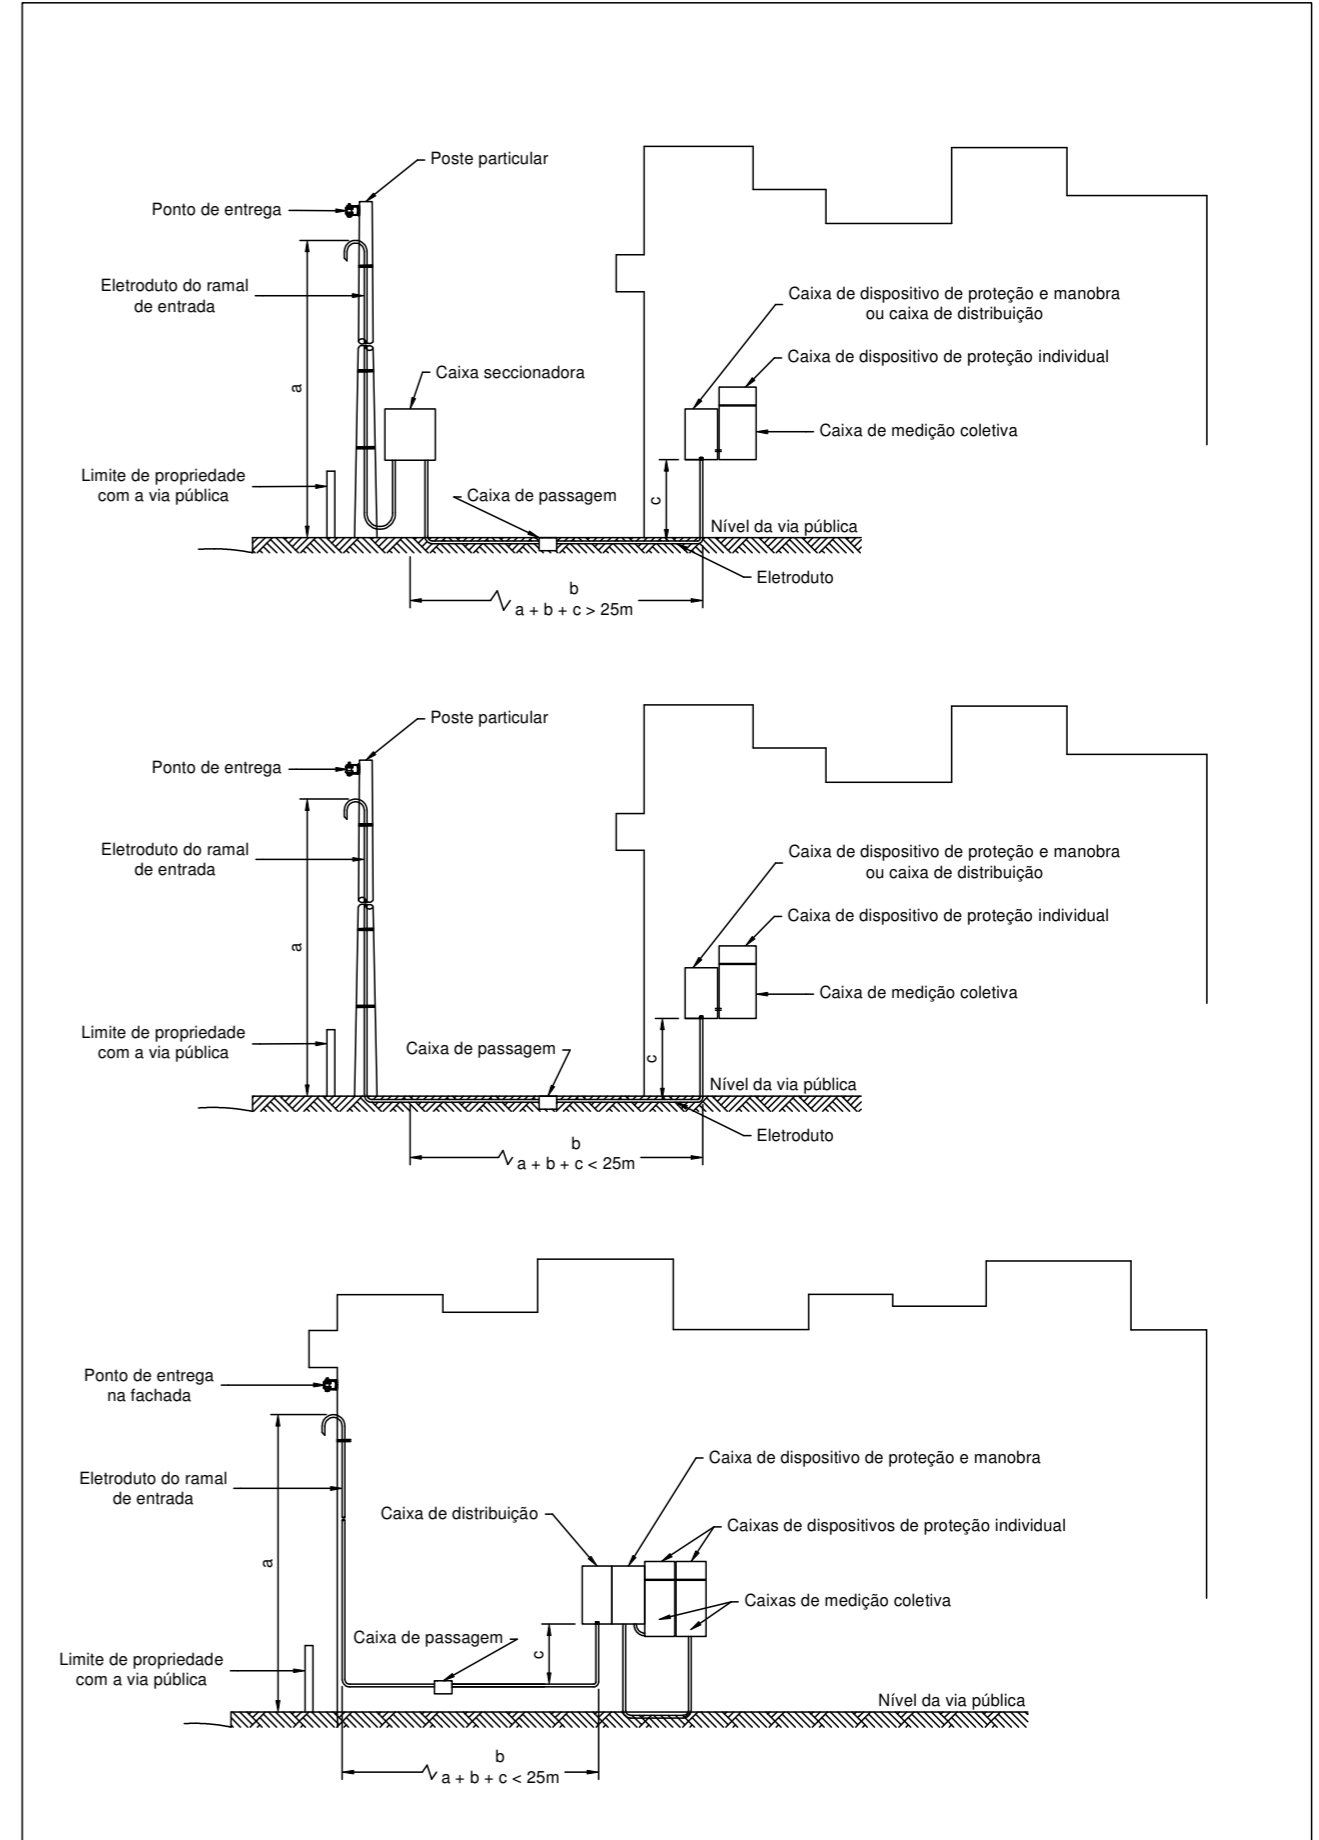 Poste particular
Ponto de entrega
Eletroduto do ramal
de entrada
a
Caixa de dispositivo de proteção e manobra
ou caixa de distribuição
Caixa de dispositivo de proteção individual
Caixa seccionadora
Caixa de medição coletiva
Limite de propriedade
com a via pública
Caixa de passagem
c
Nível da via pública
Eletroduto
b
a + b + c > 25m
Poste particular
Ponto de entrega
Eletroduto do ramal
de entrada
a
Caixa de dispositivo de proteção e manobra
ou caixa de distribuição
Caixa de dispositivo de proteção individual
Caixa de medição coletiva
Limite de propriedade
com a via pública
Caixa de passagem
c
Nível da via pública
Eletroduto
b
a + b + c < 25m
Ponto de entrega
na fachada
Eletroduto do ramal
de entrada
a
Caixa de dispositivo de proteção e manobra
Caixa de distribuição
Caixas de dispositivos de proteção individual
Caixas de medição coletiva
Caixa de passagem
c
Limite de propriedade
com a via pública
Nível da via pública
b
a + b + c < 25m